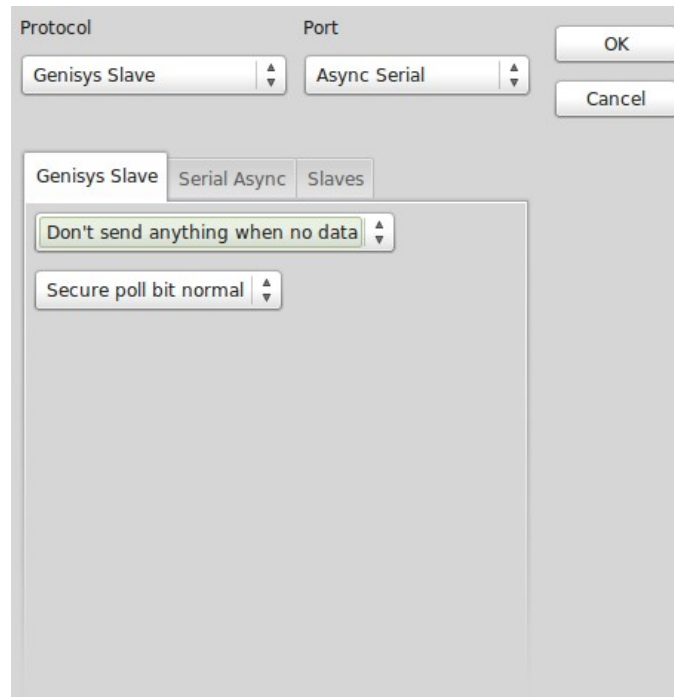 Protocol
Port
OK
Genisys Slave
Async Serial
Cancel
Genisys Slave
Serial Async
Slaves
Don't send anything when no data
Secure poll bit normal